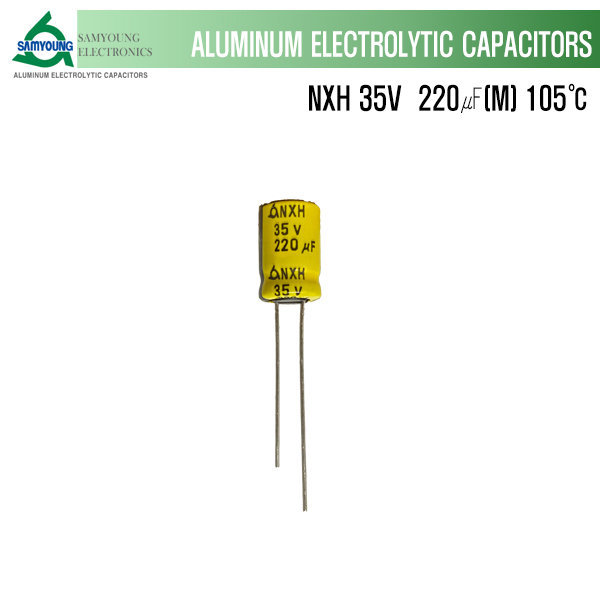 SAMYOUNG
SAMYOUNG
ELECTRONICS
ALUMINUM ELECTROLYTIC CAPACITORS
ALUMINUM ELECTROLYTIC CAPACITORS
NXH 35V 220㎌(M) 105℃
NXH
35 V
220 µF
NXH
35 V